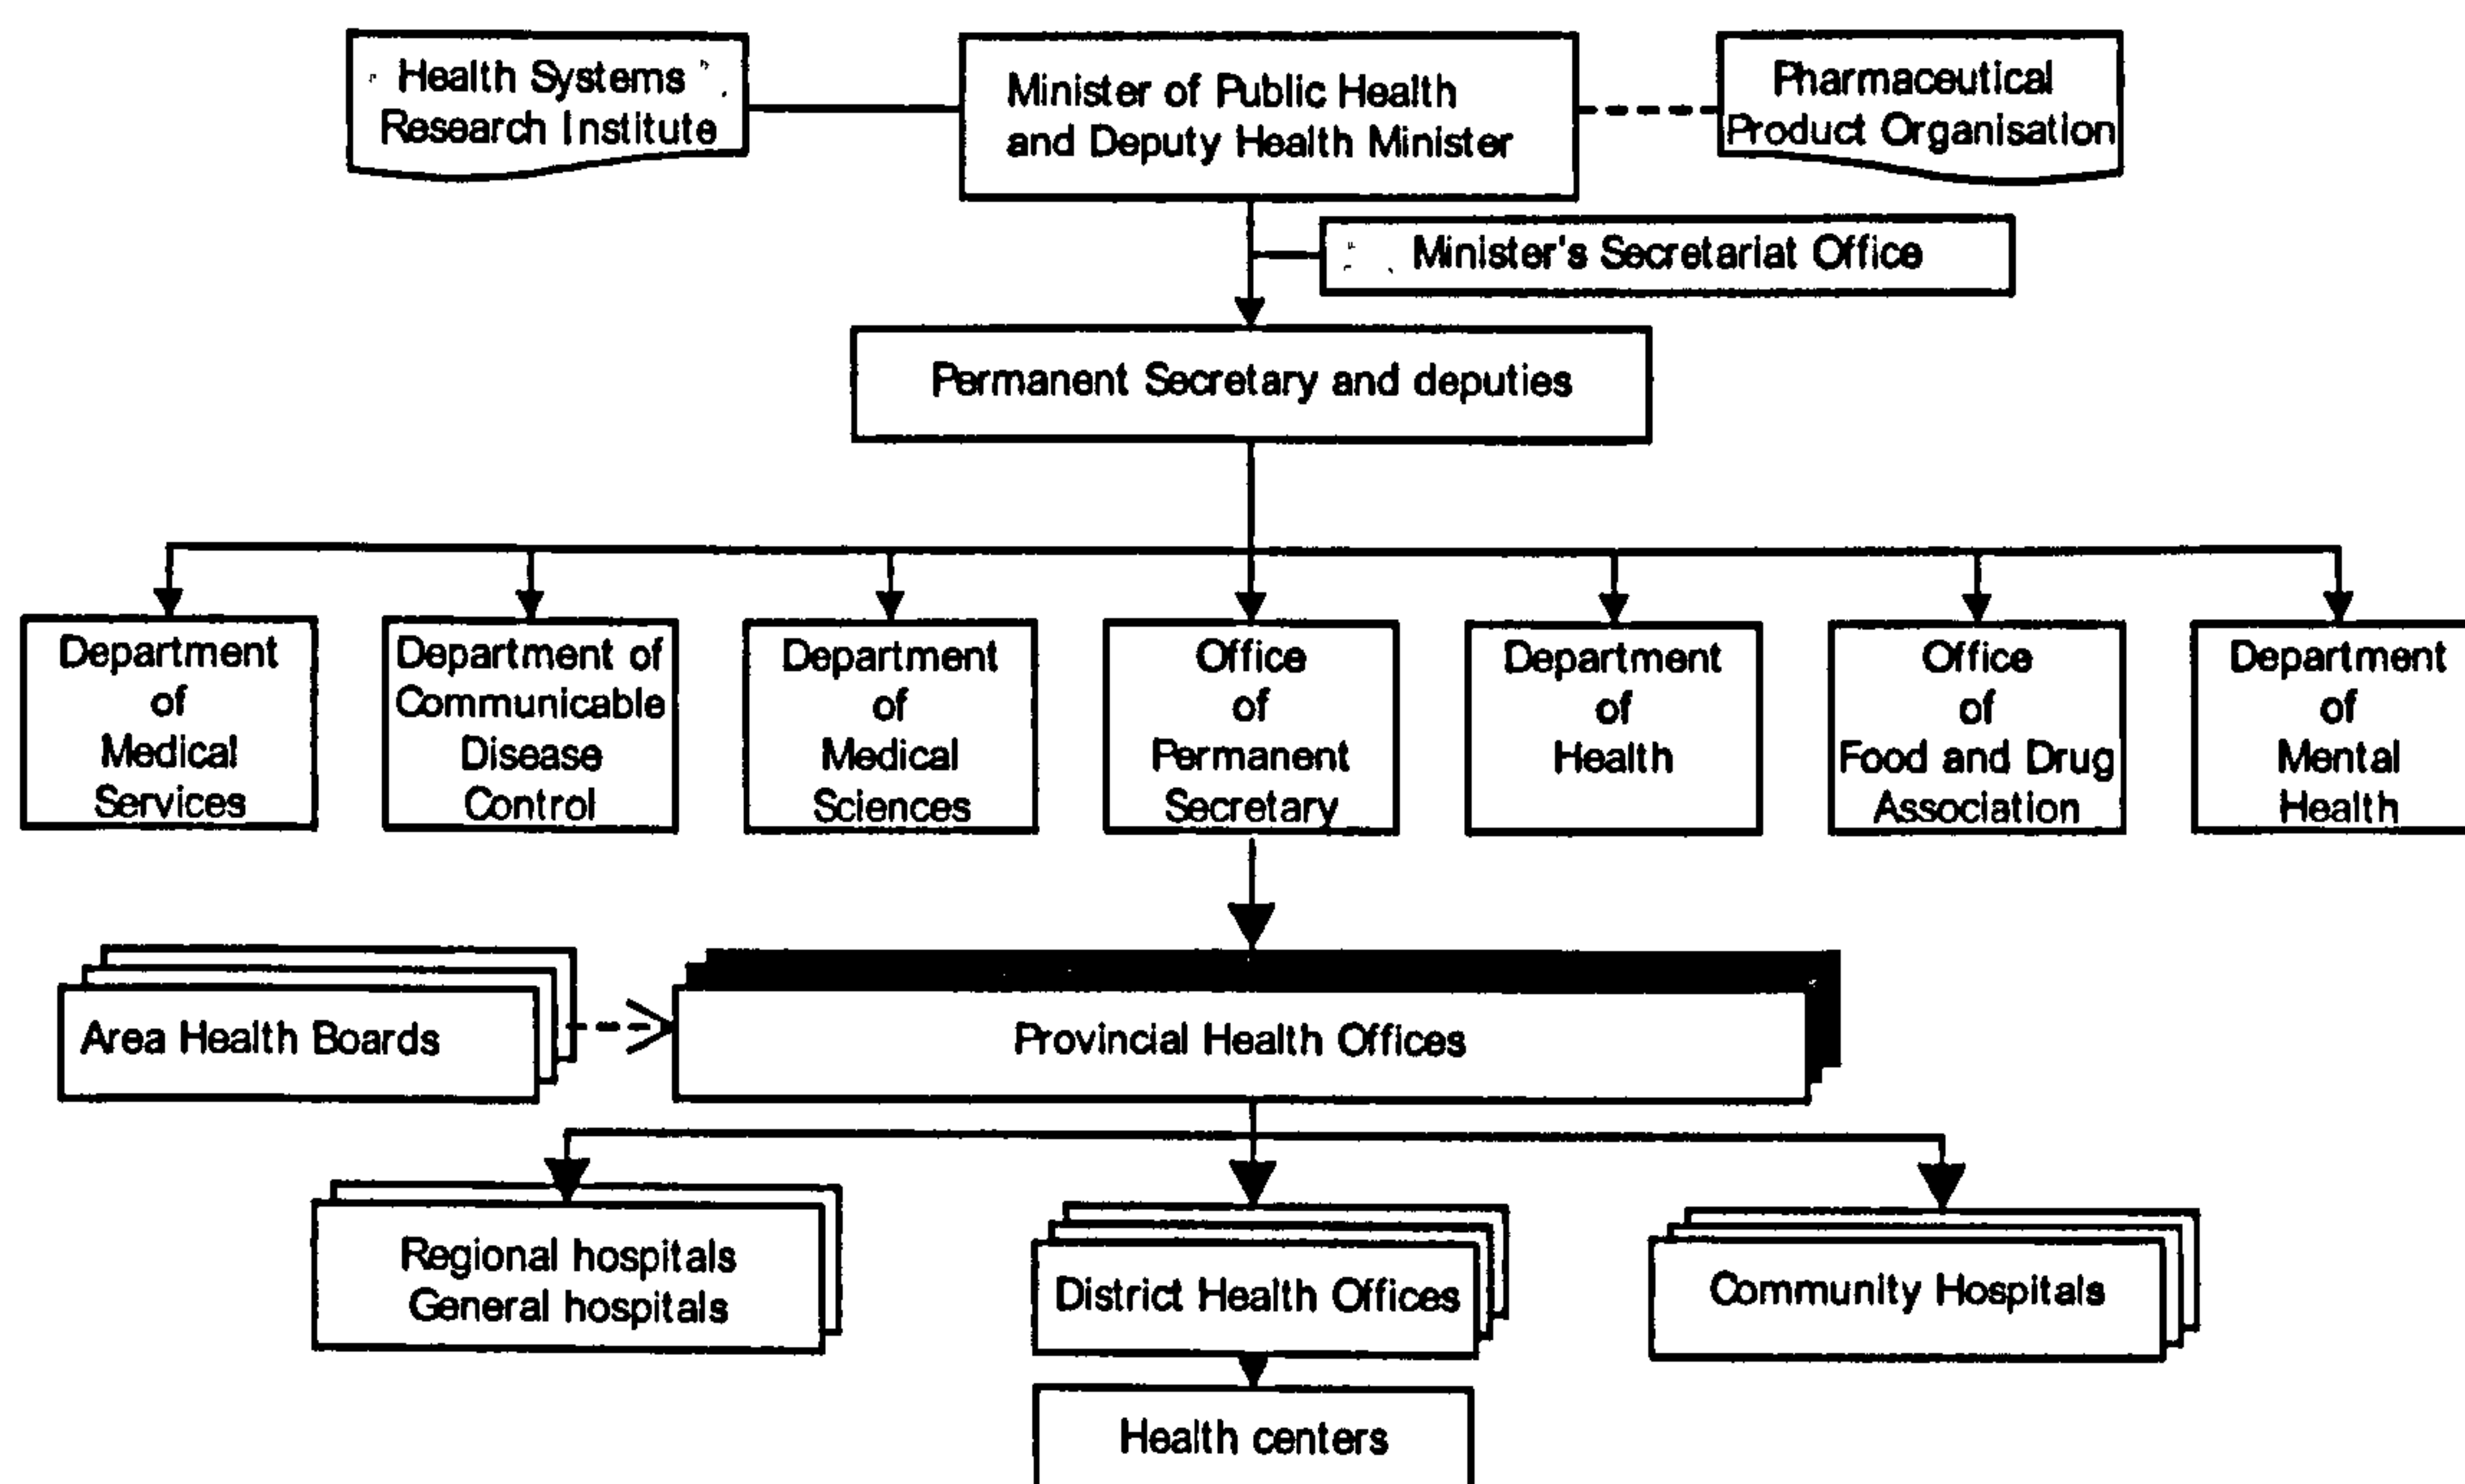 Health Systems
Research Institute
Minister of Public Health
and Deputy Health Minister
Pharmaceutical
Product Organisation
Minister's Secretariat Office
Permanent Secretary and deputies
Department
of
Medical
Services
Department of
Communicable
Disease
Control
Department
of
Medical
Sciences
Office
of
Permanent
Secretary
Department
of
Health
Office
of
Food and Drug
Association
Department
of
Mental
Health
Area Health Boards
Provincial Health Offices
Regional hospitals
General hospitals
District Health Offices
Community Hospitals
Health centers